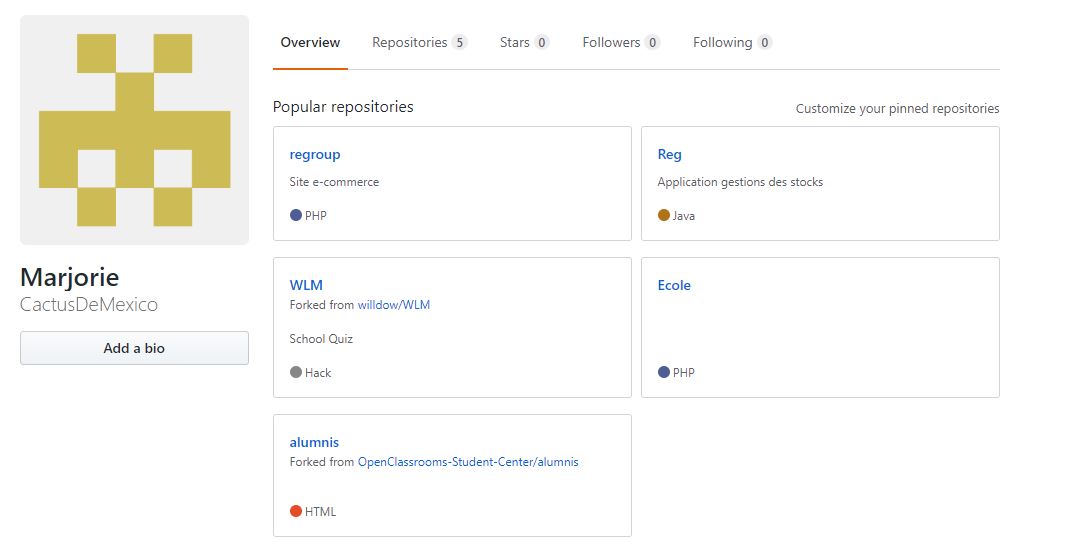 Overview Repositories 5 Stars 0 Followers 0 Following 0
Popular repositories Customize your pinned repositories
regroup
Site e-commerce
PHP
Reg
Application gestions des stocks
Java
Marjorie
CactusDeMexico
Add a bio
WLM
Forked from willdow/WLM
School Quiz
Hack
Ecole
PHP
alumnis
Forked from OpenClassrooms-Student-Center/alumnis
HTML